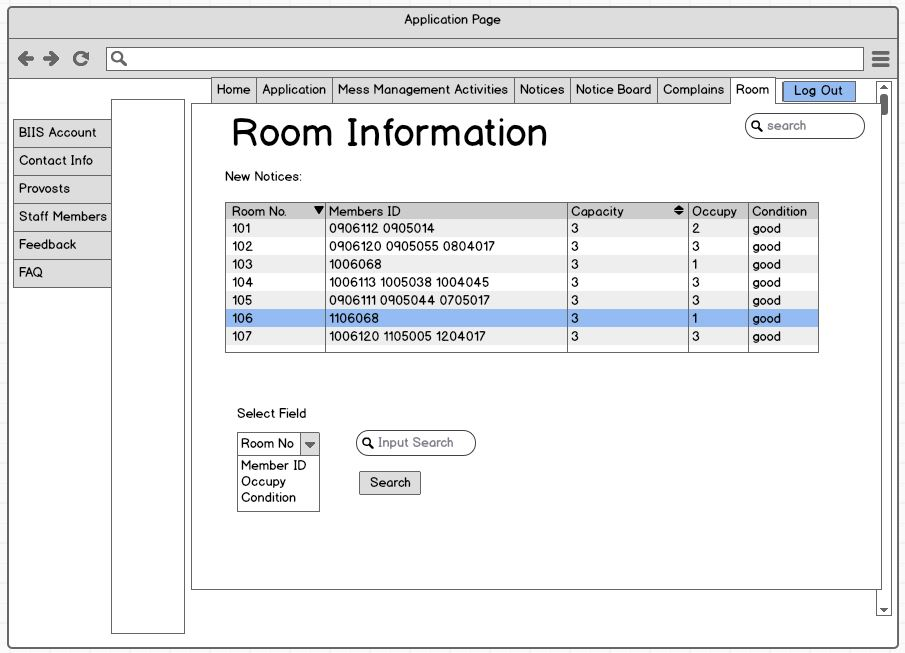 Application Page
Home Application Mess Management Activities Notices Notice Board Complains Room Log Out
Room Information
search
BIIS Account
Contact Info
Provosts
Staff Members
Feedback
FAQ
New Notices:
Room No. Members ID Capacity Occupy Condition
101 0906112 0905014 3 2 good
102 0906120 0905055 0804017 3 3 good
103 1006068 3 1 good
104 1006113 1005038 1004045 3 3 good
105 0906111 0905044 0705017 3 3 good
106 1106068 3 1 good
107 1006120 1105005 1204017 3 3 good
Select Field
Room No Input Search
Member ID
Occupy Search
Condition